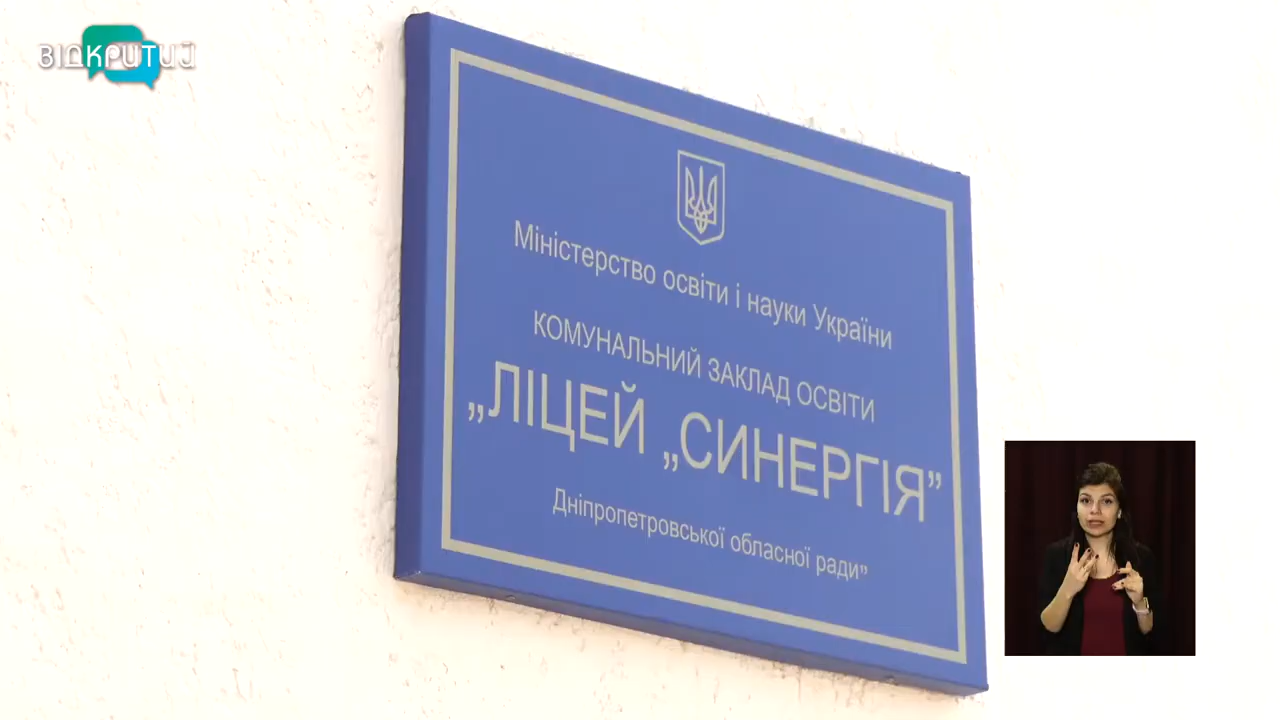 ВІДКРИТИЙ
Міністерство освіти і науки України
КОМУНАЛЬНИЙ ЗАКЛАД ОСВІТИ
„ЛІЦЕЙ „СИНЕРГІЯ”
Дніпропетровської обласної ради”